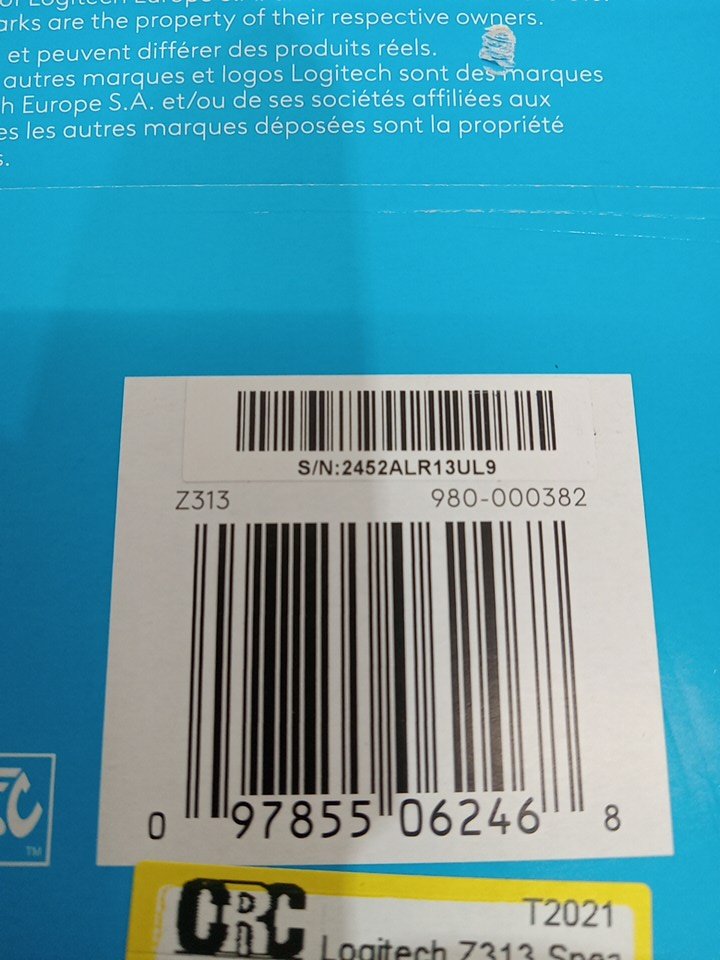 arks are the property of their respective owners.
et peuvent différer des produits réels.
autres marques et logos Logitech sont des marques
h Europe S.A. et/ou de ses sociétés affiliées aux
es les autres marques déposées sont la propriété
s.
S/N:2452ALR13UL9
Z313 980-000382
0 97855 06246 8
TM
CRC T2021
Logitech Z313 Spea